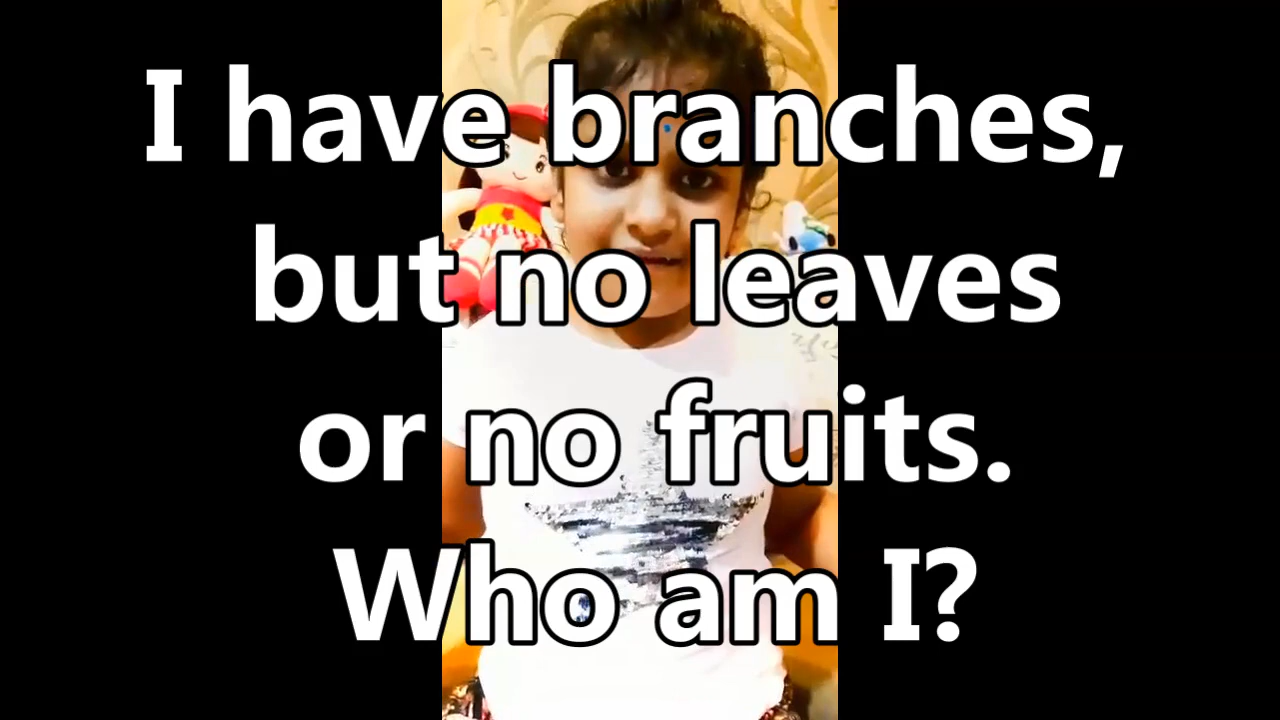 I have branches,
but no leaves
or no fruits.
Who am I?